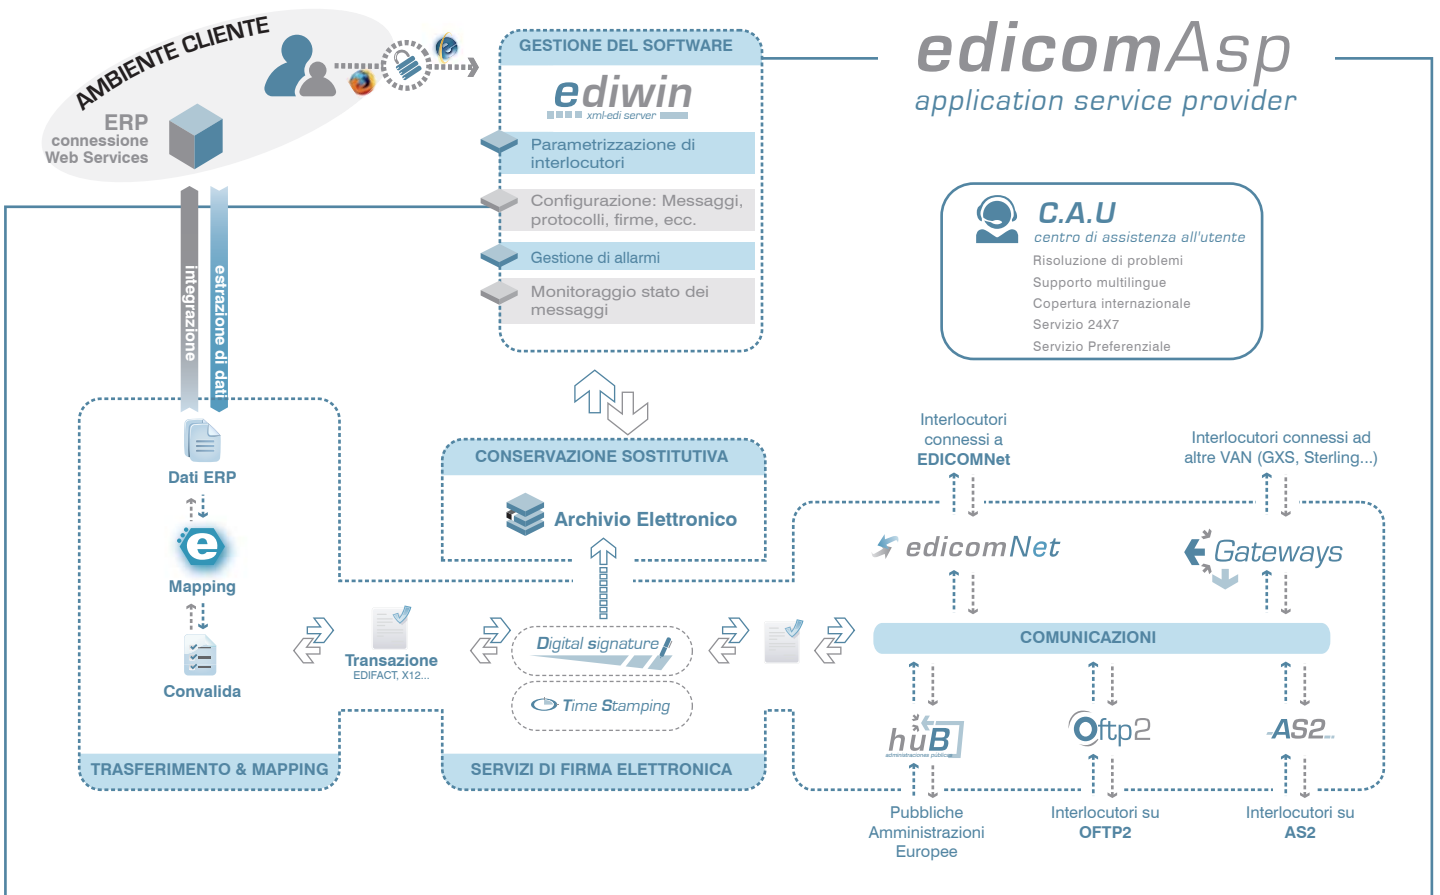 AMBIENTE CLIENTE
ERP
connessione
Web Services
GESTIONE DEL SOFTWARE
ediwin
xml-edi server
Parametrizzazione di
interlocutori
Configurazione: Messaggi,
protocolli, firme, ecc.
Gestione di allarmi
Monitoraggio stato dei
messaggi
edicomAsp
application service provider
C.A.U
centro di assistenza all'utente
Risoluzione di problemi
Supporto multilingue
Copertura internazionale
Servizio 24X7
Servizio Preferenziale
integrazione
estrazione di dati
Dati ERP
e
Mapping
Convalida
TRASFERIMENTO & MAPPING
CONSERVAZIONE SOSTITUTIVA
Archivio Elettronico
Transazione
EDIFACT, X12...
Digital signature
Time Stamping
SERVIZI DI FIRMA ELETTRONICA
Interlocutori
connessi a
EDICOMNet
Interlocutori connessi ad
altre VAN (GXS, Sterling...)
edicomNet
Gateways
COMUNICAZIONI
huB
administraciones públicas
Oftp2
AS2
Pubbliche
Amministrazioni
Europee
Interlocutori su
OFTP2
Interlocutori su
AS2